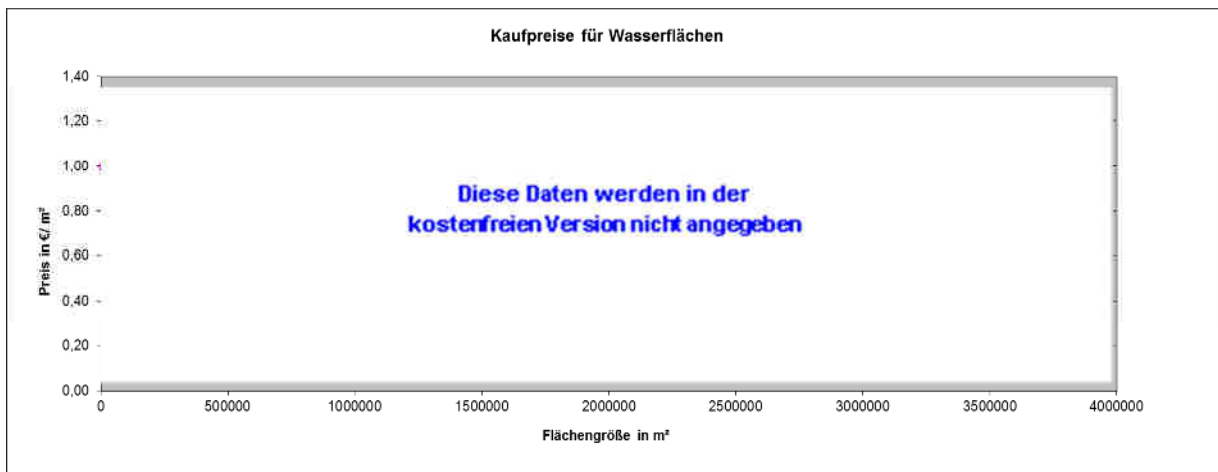 Kaufpreise für Wasserflächen
1,40
1,20
1,00
0,80
0,60
0,40
0,20
0,00
Preis in €/ m²
Diese Daten werden in der
kostenfreien Version nicht angegeben
0 500000 1000000 1500000 2000000 2500000 3000000 3500000 4000000
Flächengröße in m²